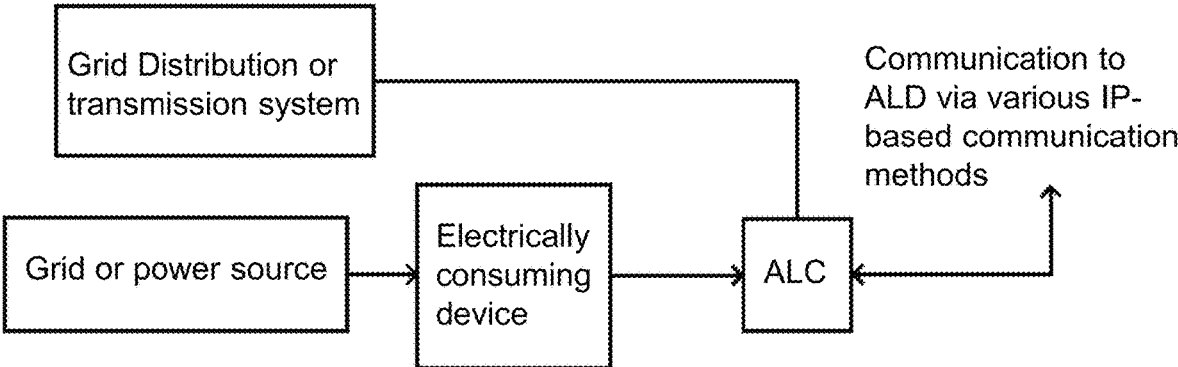 Grid Distribution or
transmission system
Communication to
ALD via various IP-
based communication
methods
Grid or power source
Electrically
consuming
device
ALC